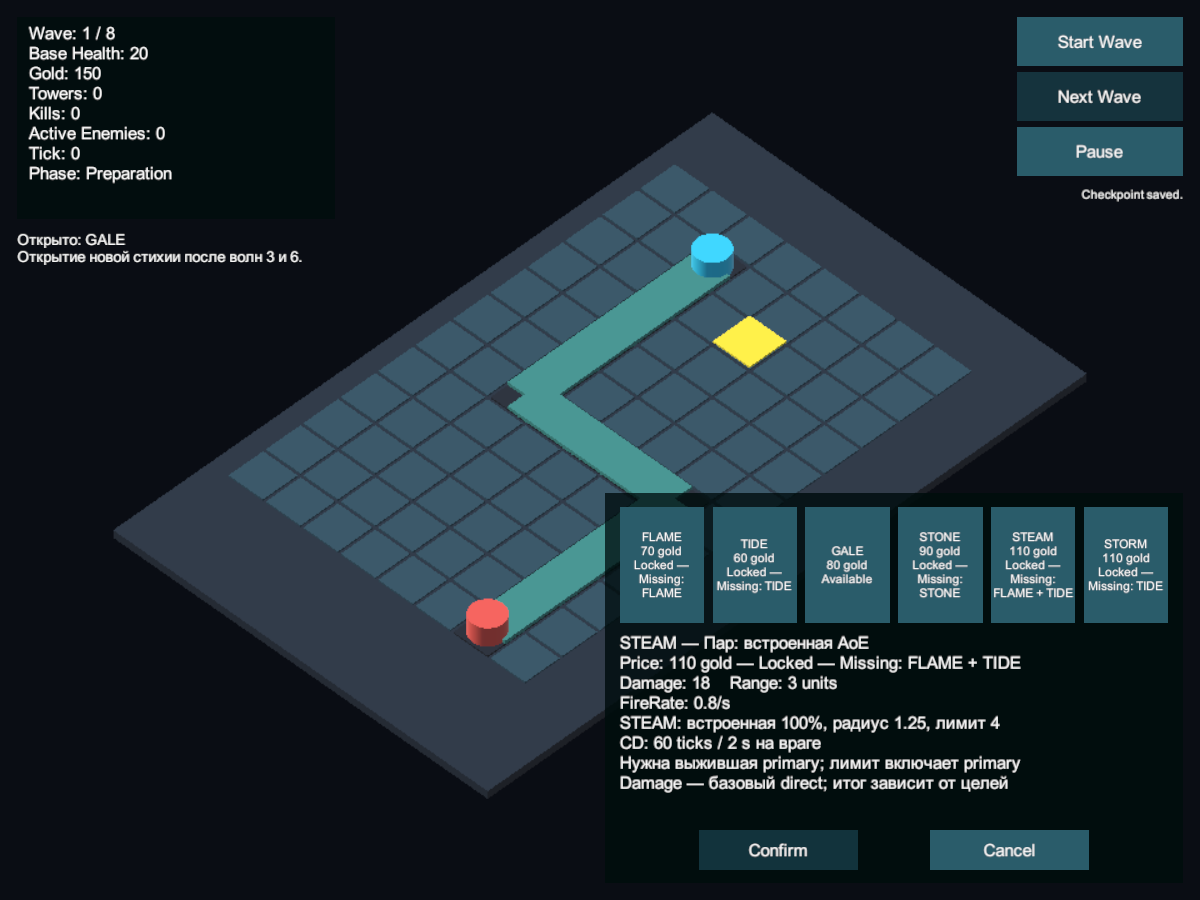 Wave: 1 / 8
Base Health: 20
Gold: 150
Towers: 0
Kills: 0
Active Enemies: 0
Tick: 0
Phase: Preparation
Открыто: GALE
Открытие новой стихии после волн 3 и 6.
Start Wave
Next Wave
Pause
Checkpoint saved.
FLAME
70 gold
Locked —
Missing:
FLAME
TIDE
60 gold
Locked —
Missing: TIDE
GALE
80 gold
Available
STONE
90 gold
Locked —
Missing:
STONE
STEAM
110 gold
Locked —
Missing:
FLAME + TIDE
STORM
110 gold
Locked —
Missing: TIDE
STEAM — Пар: встроенная AoE
Price: 110 gold — Locked — Missing: FLAME + TIDE
Damage: 18    Range: 3 units
FireRate: 0.8/s
STEAM: встроенная 100%, радиус 1.25, лимит 4
CD: 60 ticks / 2 s на враге
Нужна выжившая primary; лимит включает primary
Damage — базовый direct; итог зависит от целей
Confirm
Cancel